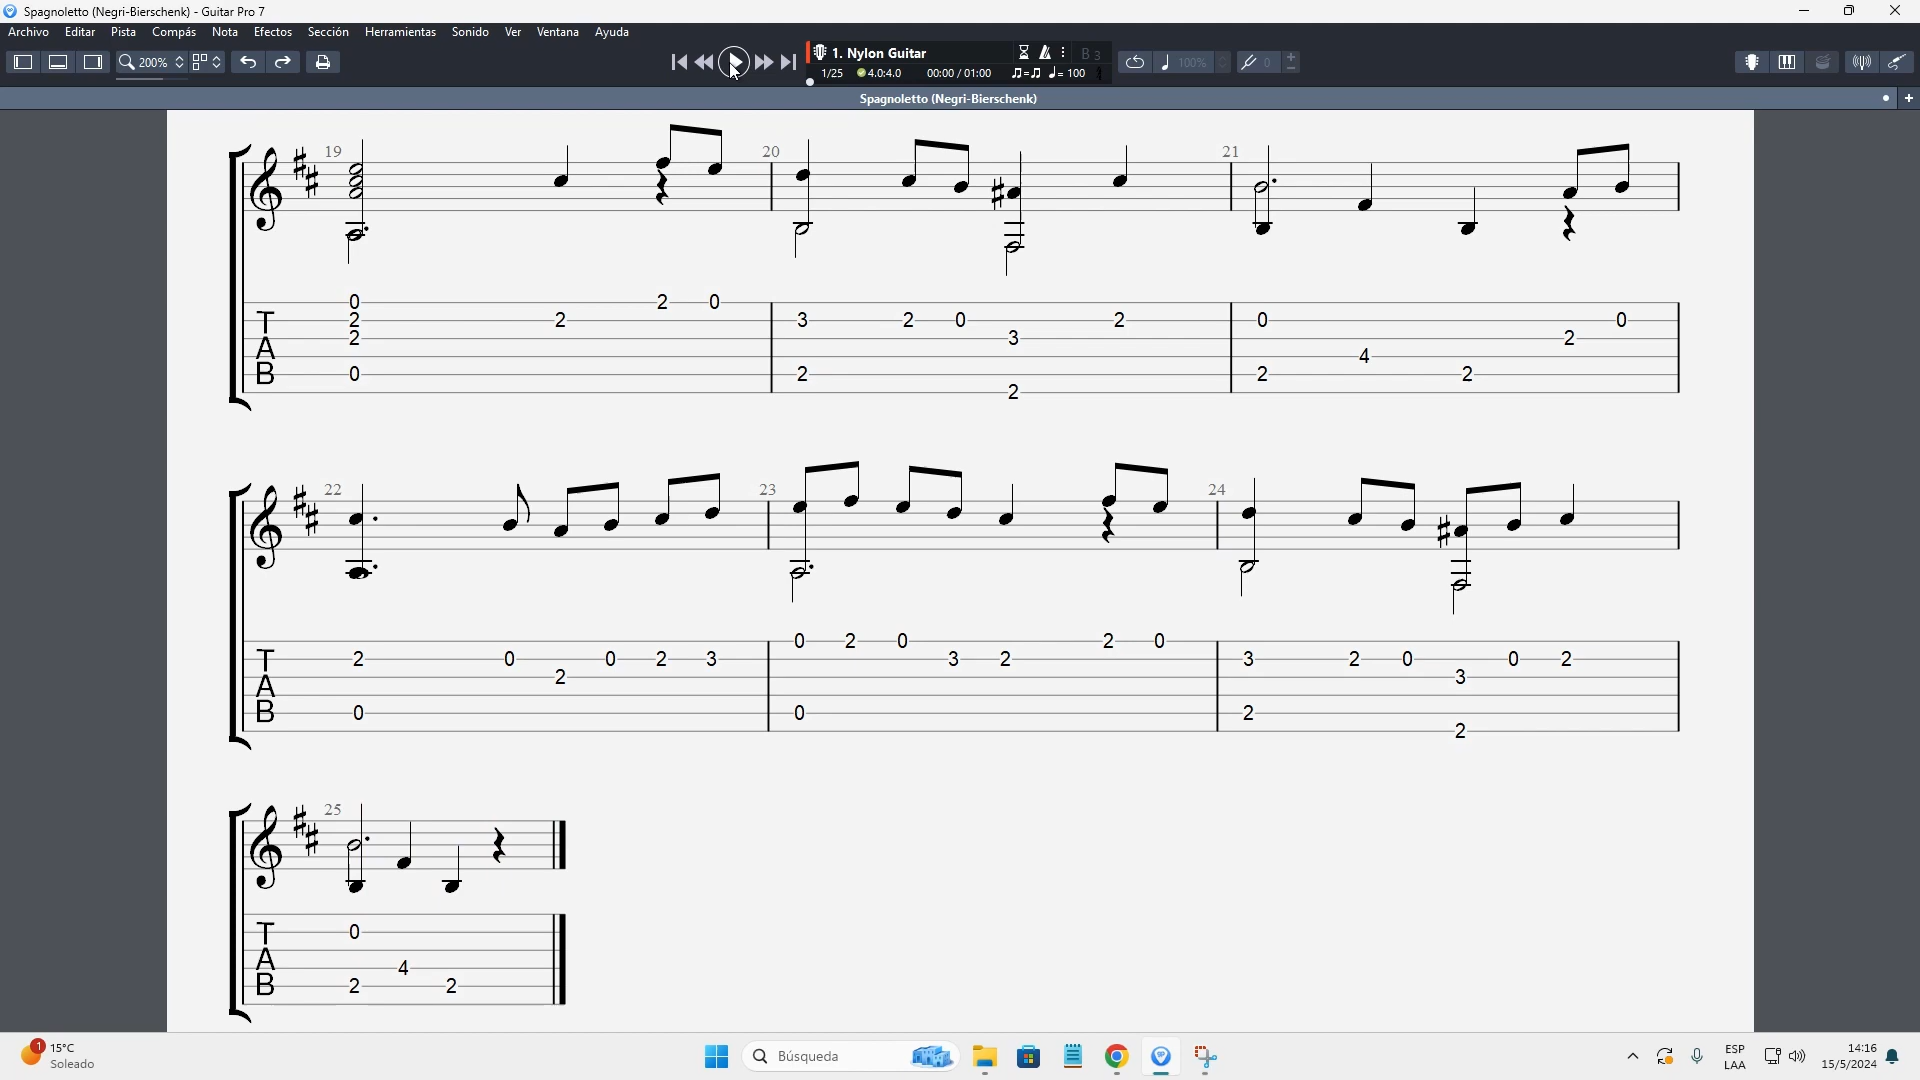 Spagnoletto (Negri-Bierschenk) - Guitar Pro 7
Archivo Editar Pista Compás Nota Efectos Sección Herramientas Sonido Ver Ventana Ayuda
200%
1. Nylon Guitar
B 3
1/25 4.0:4.0 00:00 / 01:00 = 100
100%
0
Spagnoletto (Negri-Bierschenk)
19 20 21
0 2 0
2 2 3 2 0 2 0 0
T
2 3 2
A
4
B
0 2 2 2
2
22 23 24
0 2 0 2 0
T
2 0 0 2 3 3 2 3 2 0 0 2
2 3
A
B
0 0 2
2
25
T
0
A
4
B
2 2
1
15°C
Soleado
Búsqueda
ESP
LAA
14:16
15/5/2024